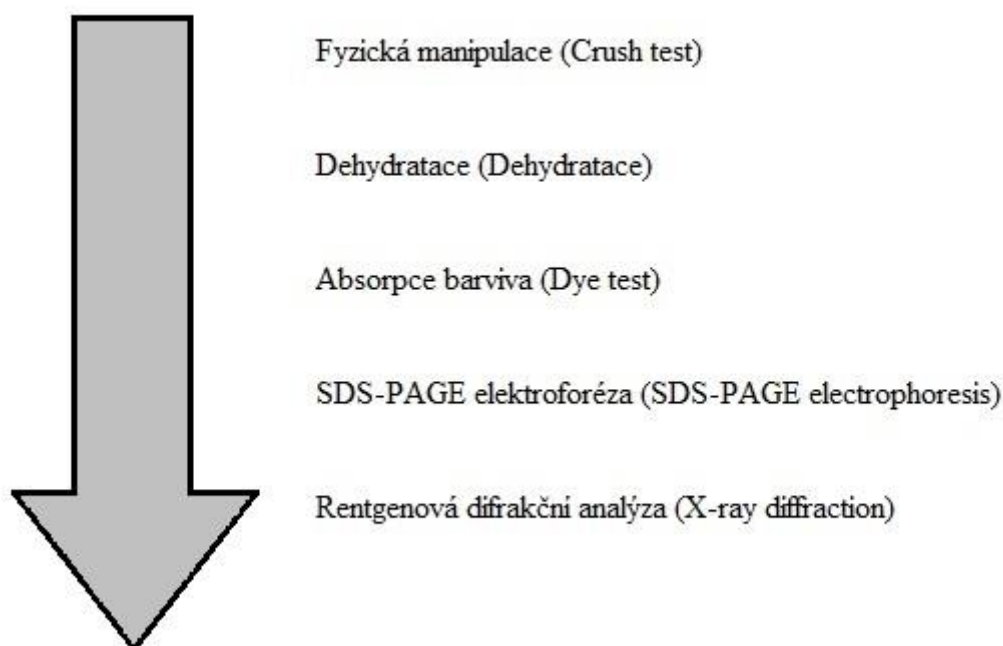 Fyzická manipulace (Crush test)
Dehydratace (Dehydratace)
Absorpce barviva (Dye test)
SDS-PAGE elektroforéza (SDS-PAGE electrophoresis)
Rentgenová difrakční analýza (X-ray diffraction)